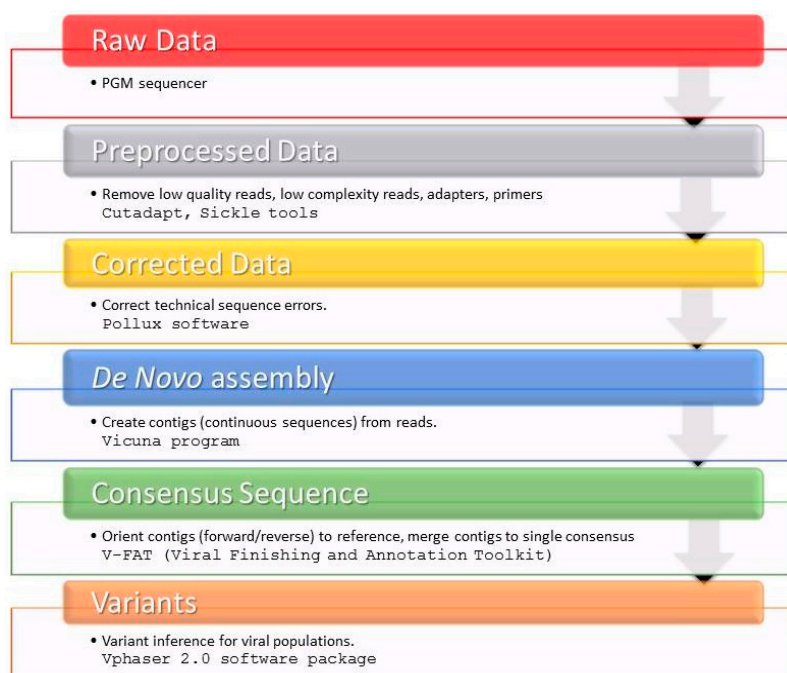 Raw Data
• PGM sequencer
Preprocessed Data
• Remove low quality reads, low complexity reads, adapters, primers
Cutadapt, Sickle tools
Corrected Data
• Correct technical sequence errors.
Pollux software
De Novo assembly
• Create contigs (continuous sequences) from reads.
Vicuna program
Consensus Sequence
• Orient contigs (forward/reverse) to reference, merge contigs to single consensus
V-FAT (Viral Finishing and Annotation Toolkit)
Variants
• Variant inference for viral populations.
Vphaser 2.0 software package